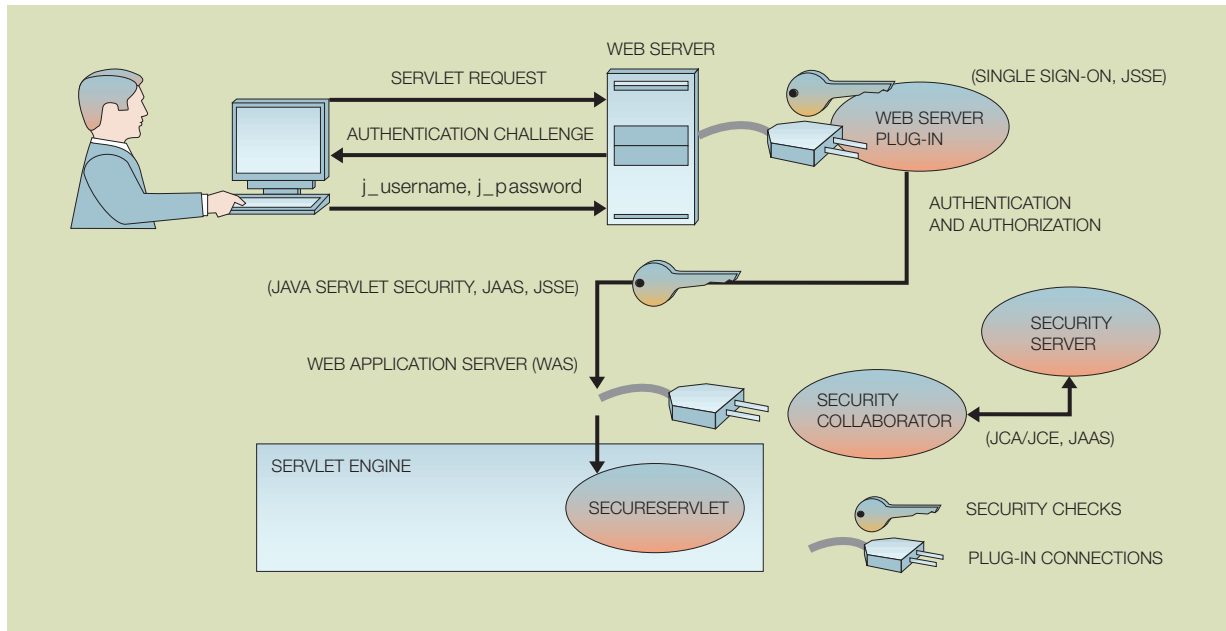 WEB SERVER
SERVLET REQUEST
(SINGLE SIGN-ON, JSSE)
WEB SERVER
PLUG-IN
AUTHENTICATION CHALLENGE
j_username, j_password
AUTHENTICATION
AND AUTHORIZATION
(JAVA SERVLET SECURITY, JAAS, JSSE)
SECURITY
SERVER
WEB APPLICATION SERVER (WAS)
SECURITY
COLLABORATOR
(JCA/JCE, JAAS)
SERVLET ENGINE
SECURESERVLET
SECURITY CHECKS
PLUG-IN CONNECTIONS